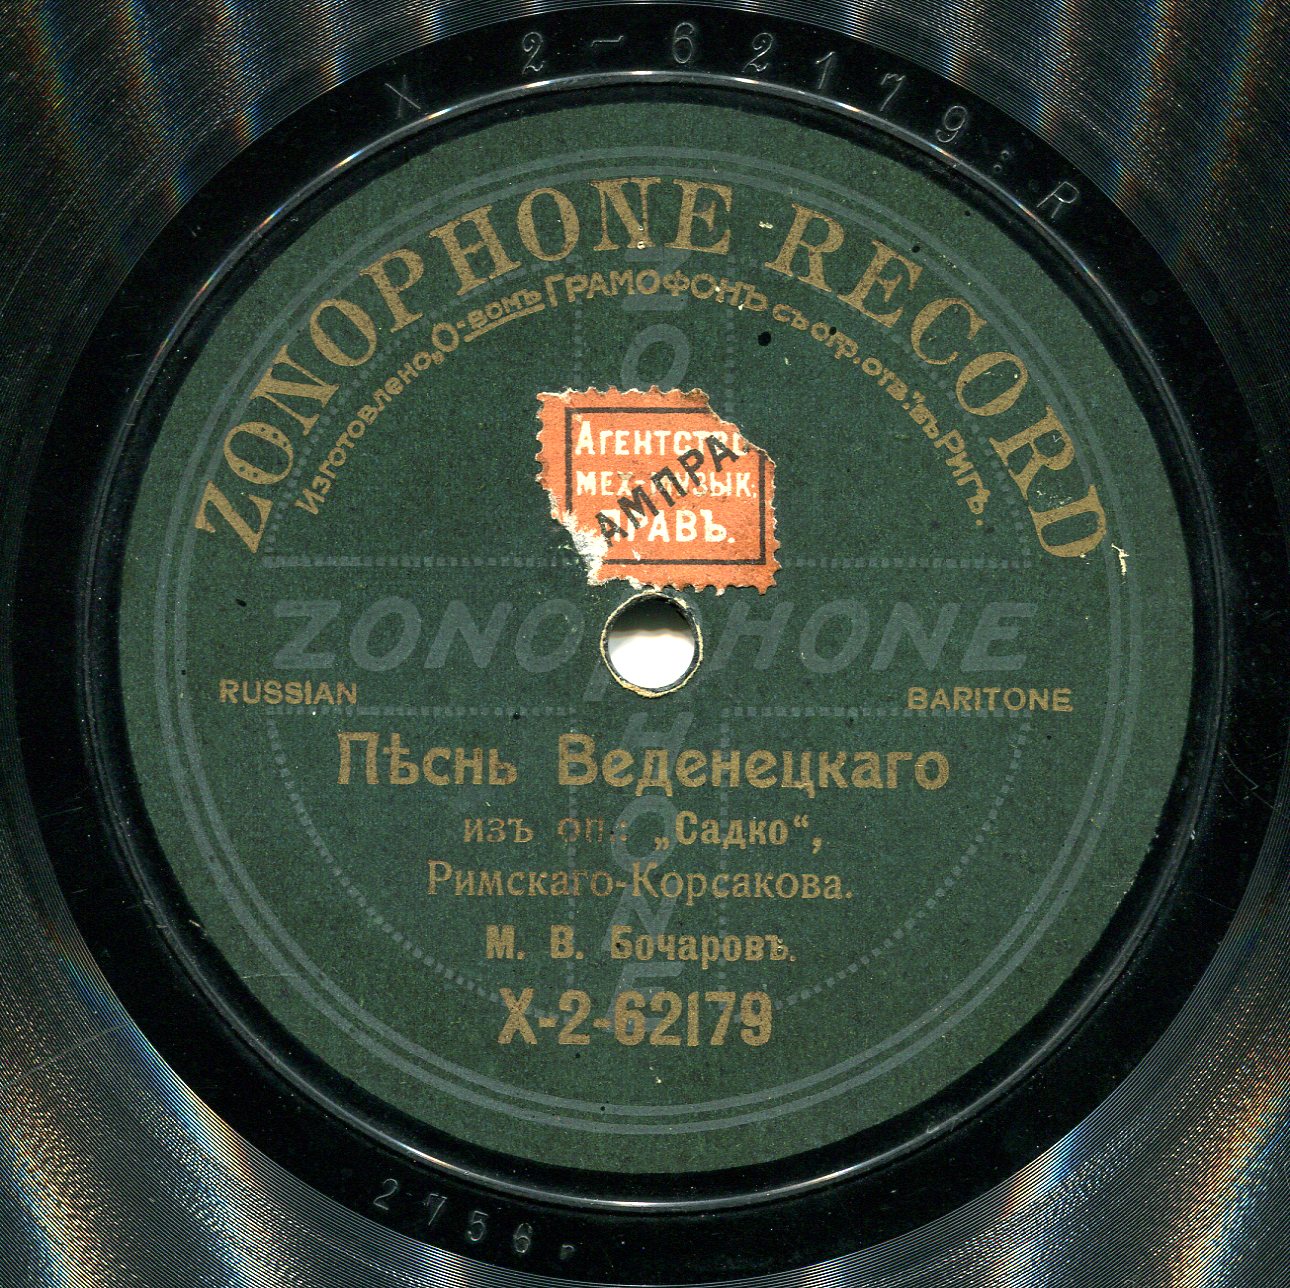 X 2-62179:R
ZONOPHONE RECORD
Изготовлено „О-вомъ ГРАМОФОНЪ съ огр. отв." въ Ригѣ.
АГЕНТСТВО
МЕХ-МУЗЫК.
ПРАВЪ.
АМПРА
ZONOPHONE
ZONOPHONE
RUSSIAN
BARITONE
Пѣснь Веденецкаго
изъ оп.: „Садко“,
Римскаго-Корсакова.
М. В. Бочаровъ.
X-2-62179
2756